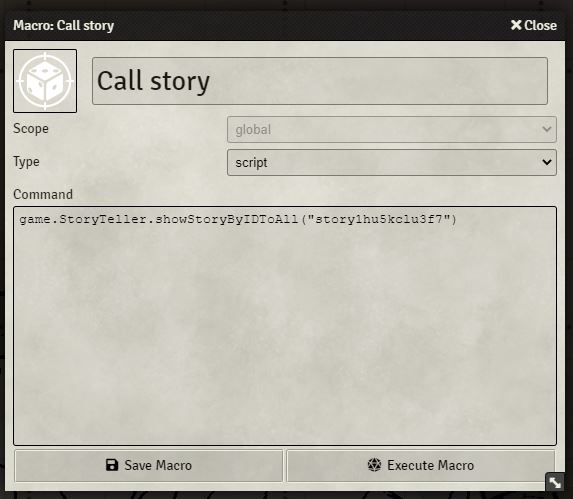 Macro: Call story
Close
Call story
Scope
global
Type
script
Command
game.StoryTeller.showStoryByIDToAll("story1hu5kclu3f7")
Save Macro
Execute Macro